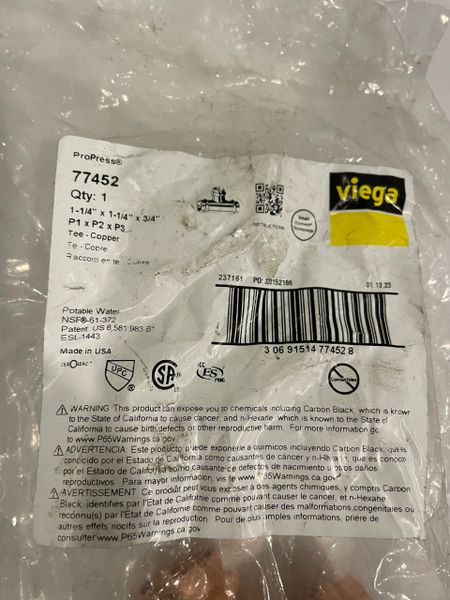 ProPress®
77452
Qty: 1
1-1/4" x 1-1/4" x 3/4"
P1 x P2 x P3
Tee - Copper
Te - Cobre
Raccord en te - Cuivre
INSTRUCTIONS
Smart Connect Technology
viega
237161 PO:
01.13.23
3 06 91514 77452 8
Potable Water
NSF®-61-372
Patent: US 6,581,983 B
ESL-1443
Made in USA
UPC
ICC
ES
PMG
⚠ WARNING: This product can expose you to chemicals including Carbon Black, which is known
to the State of California to cause cancer, and n-Hexane, which is known to the State of
California to cause birth defects or other reproductive harm. For more information go
to www.P65Warnings.ca.gov
⚠ ADVERTENCIA: Este producto puede exponerle a químicos incluyendo Carbon Black, que es
conocido por el Estado de California como causantes de cáncer y n-Hexane, que es conocido
por el Estado de California como causante de defectos de nacimiento u otros daños
reproductivos. Para mayor información, visite www.P65Warnings.ca.gov
⚠ AVERTISSEMENT: Ce produit peut vous exposer à des agents chimiques, y compris Carbon
Black, identifiés par l'État de Californie comme pouvant causer le cancer, et n-Hexane
reconnu(s) par l'État de Californie comme pouvant causer des malformations congénitales ou
autres effets nocifs sur la reproduction. Pour de plus amples informations, prière de
consulter www.P65Warnings.ca.gov